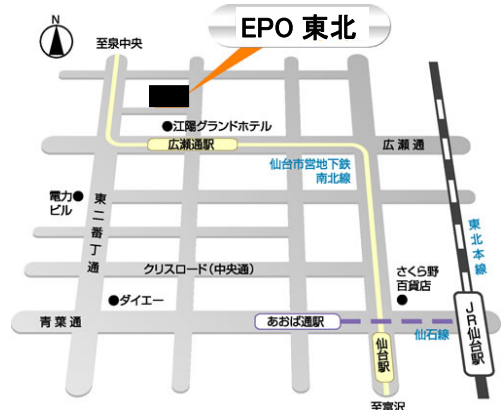 N
EPO 東北
至泉中央
江陽グランドホテル
広瀬通駅
広瀬通
仙台市営地下鉄
南北線
電力
ビル
東二番丁通
東北本線
クリスロード(中央通)
さくら野
百貨店
ダイエー
青葉通
あおば通駅
仙石線
仙台駅
JR仙台駅
至富沢